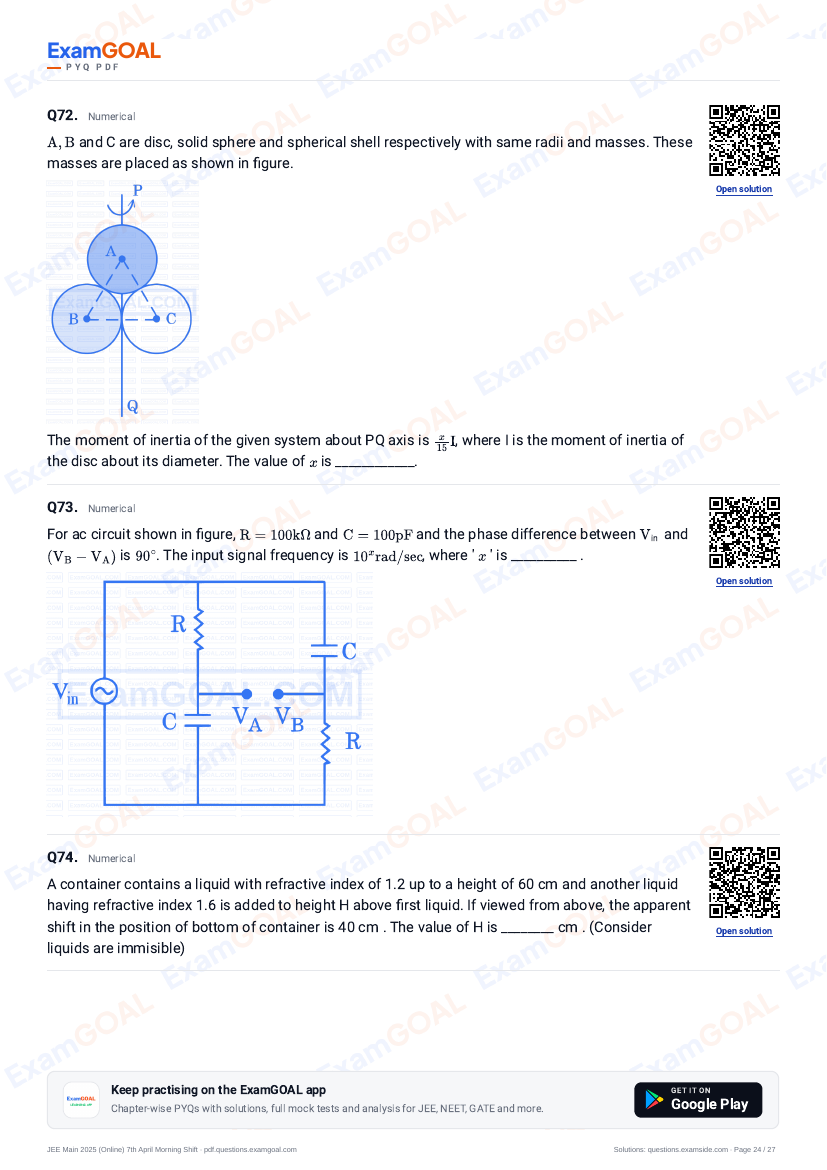 ExamGOAL
PYQ PDF
Q72. Numerical
A, B and C are disc, solid sphere and spherical shell respectively with same radii and masses. These
masses are placed as shown in figure.
Open solution
P
A
B
C
Q
The moment of inertia of the given system about PQ axis is x/15 I, where I is the moment of inertia of
the disc about its diameter. The value of x is ____________.
Q73. Numerical
For ac circuit shown in figure, R = 100kΩ and C = 100pF and the phase difference between V_in and
(V_B − V_A) is 90°. The input signal frequency is 10^x rad/sec, where ' x ' is __________ .
Open solution
R
C
V_in
ExamGOAL.COM
C
V_A
V_B
R
Q74. Numerical
A container contains a liquid with refractive index of 1.2 up to a height of 60 cm and another liquid
having refractive index 1.6 is added to height H above first liquid. If viewed from above, the apparent
shift in the position of bottom of container is 40 cm . The value of H is ________ cm . (Consider
liquids are immisible)
Open solution
Keep practising on the ExamGOAL app
Chapter-wise PYQs with solutions, full mock tests and analysis for JEE, NEET, GATE and more.
GET IT ON
Google Play
JEE Main 2025 (Online) 7th April Morning Shift · pdf.questions.examgoal.com
Solutions: questions.examside.com · Page 24 / 27